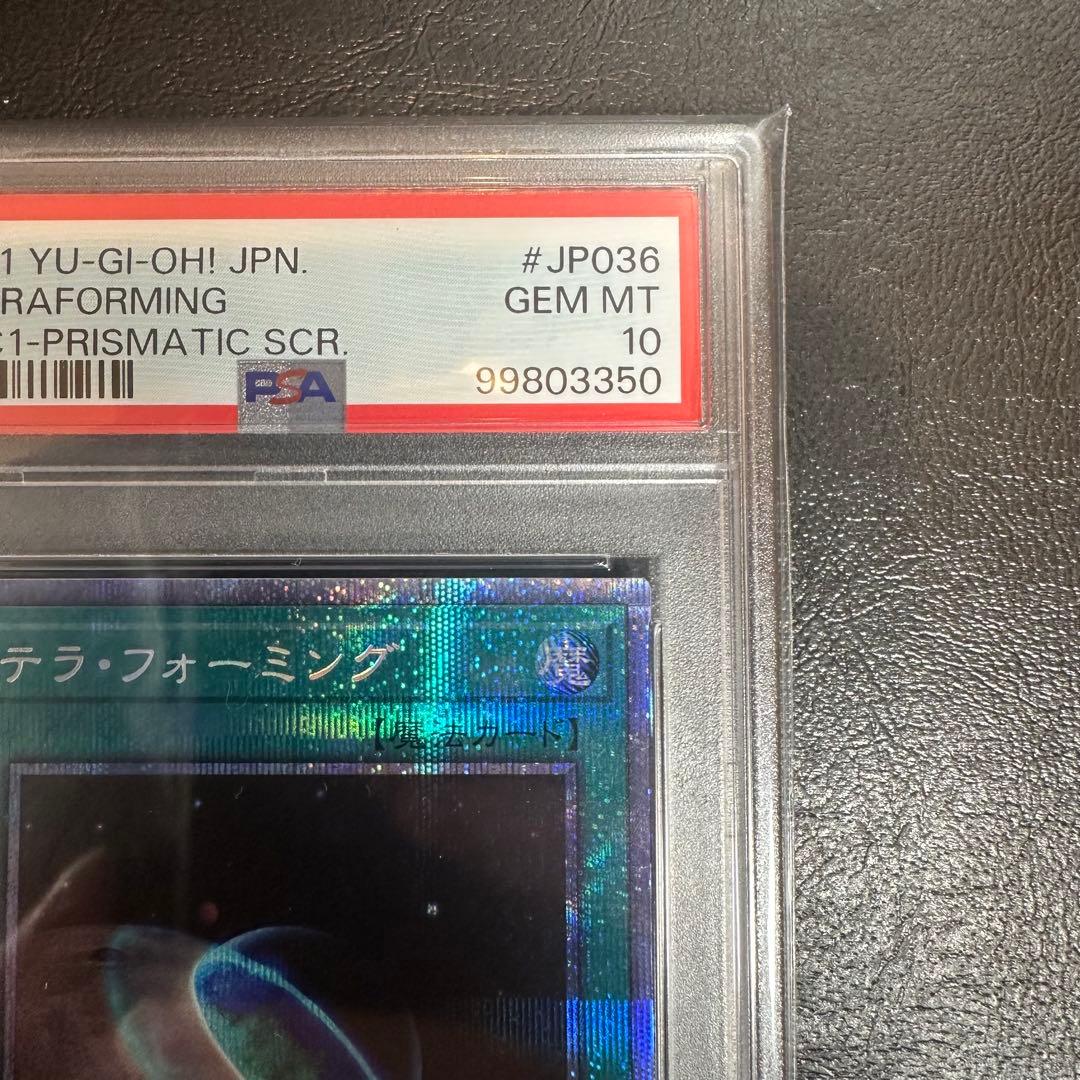 1 YU-GI-OH! JPN. #JP036
RAFORMING GEM MT
1-PRISMATIC SCR. 10
PSA 99803350
テラ・フォーミング 魔
【魔法カード】